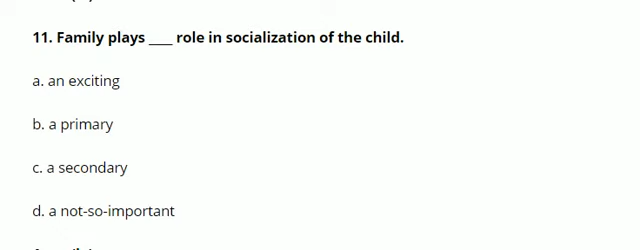 11. Family plays ___ role in socialization of the child.
a. an exciting
b. a primary
c. a secondary
d. a not-so-important